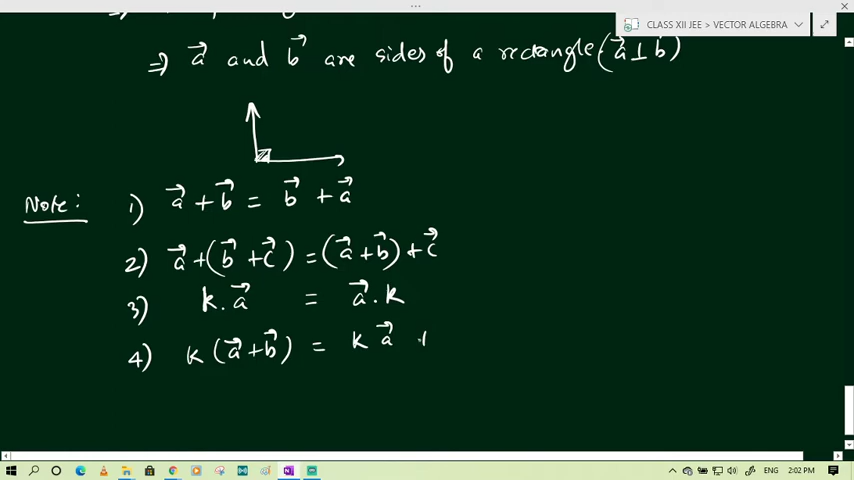 CLASS XII JEE > VECTOR ALGEBRA
⇒ a⃗ and b⃗ are sides of a rectangle (a⃗ ⊥ b⃗)
Note: 1) a⃗ + b⃗ = b⃗ + a⃗
2) a⃗ + (b⃗ + c⃗) = (a⃗ + b⃗) + c⃗
3) k . a⃗ = a⃗ . k
4) k (a⃗ + b⃗) = k a⃗
ENG 2:02 PM